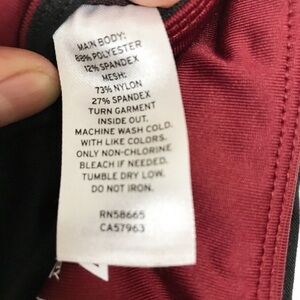 MAIN BODY:
88% POLYESTER
12% SPANDEX
MESH:
73% NYLON
27% SPANDEX
TURN GARMENT
INSIDE OUT.
MACHINE WASH COLD.
WITH LIKE COLORS.
ONLY NON-CHLORINE
BLEACH IF NEEDED.
TUMBLE DRY LOW.
DO NOT IRON.
RN58665
CA57963